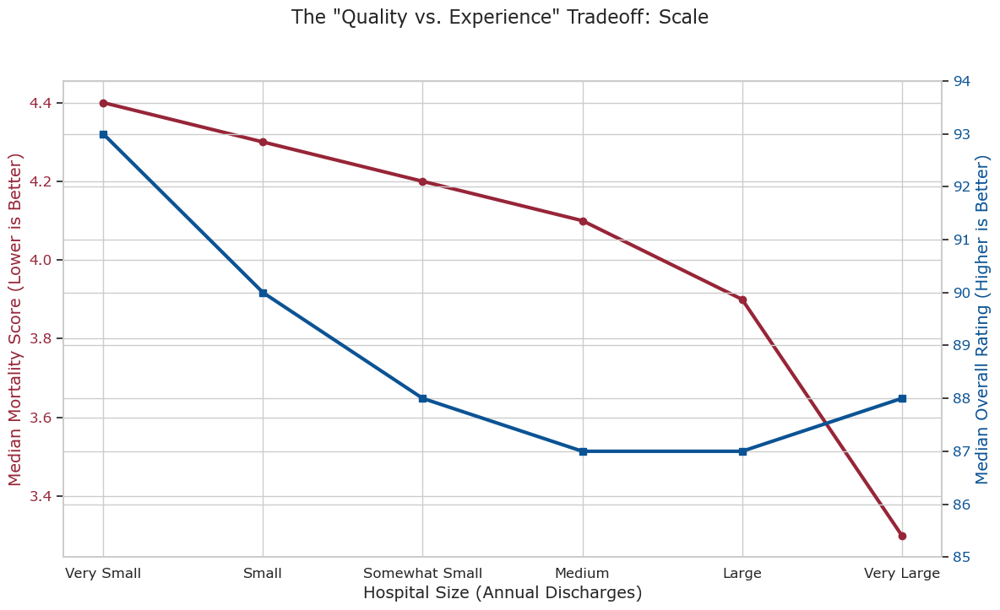 The "Quality vs. Experience" Tradeoff: Scale
Median Mortality Score (Lower is Better)
4.4
4.2
4.0
3.8
3.6
3.4
94
93
92
91
90
89
88
87
86
85
Median Overall Rating (Higher is Better)
Very Small
Small
Somewhat Small
Medium
Large
Very Large
Hospital Size (Annual Discharges)